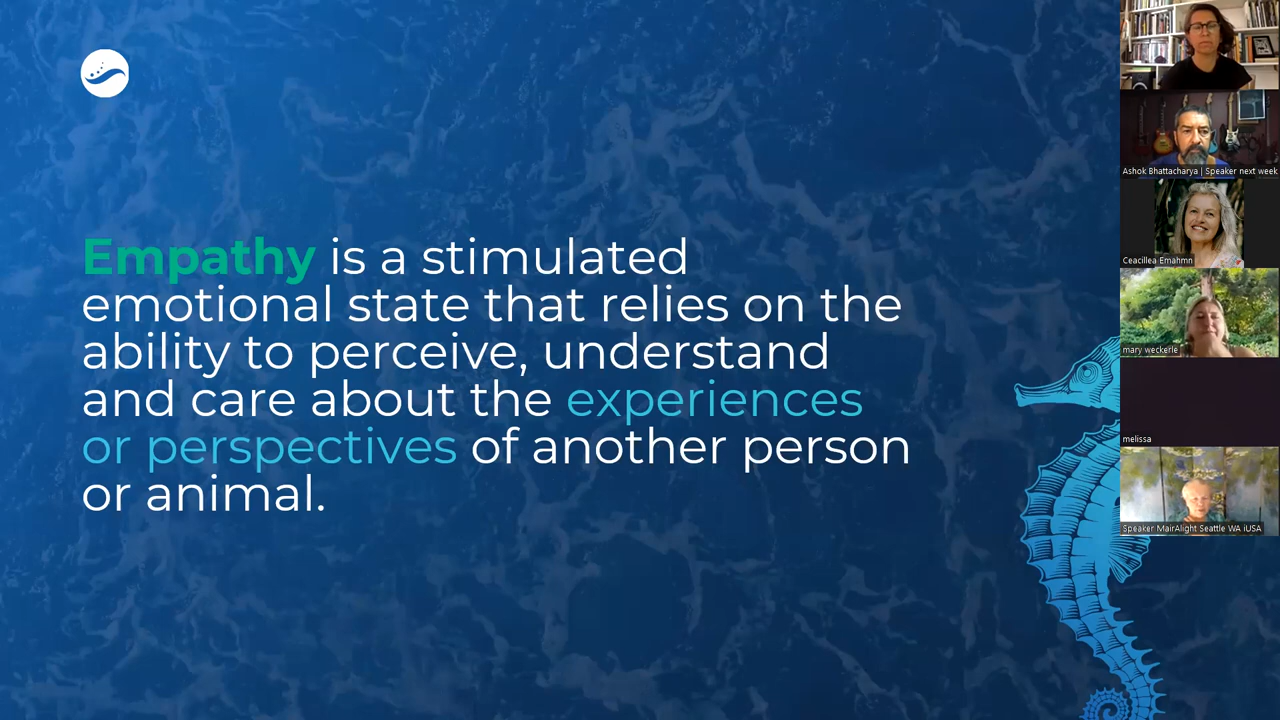 Empathy is a stimulated
emotional state that relies on the
ability to perceive, understand
and care about the experiences
or perspectives of another person
or animal.
Ashok Bhattacharya | Speaker next week
Ceacillea Emahmn
mary weckerle
melissa
Speaker MairAlight Seattle WA iUSA